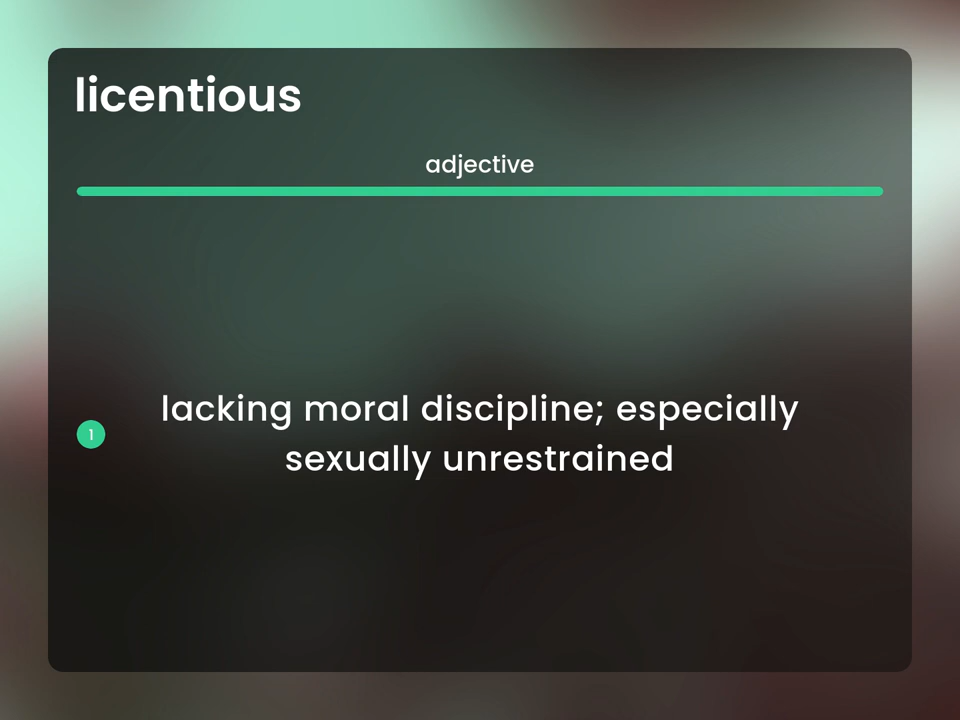 licentious
adjective
1
lacking moral discipline; especially
sexually unrestrained